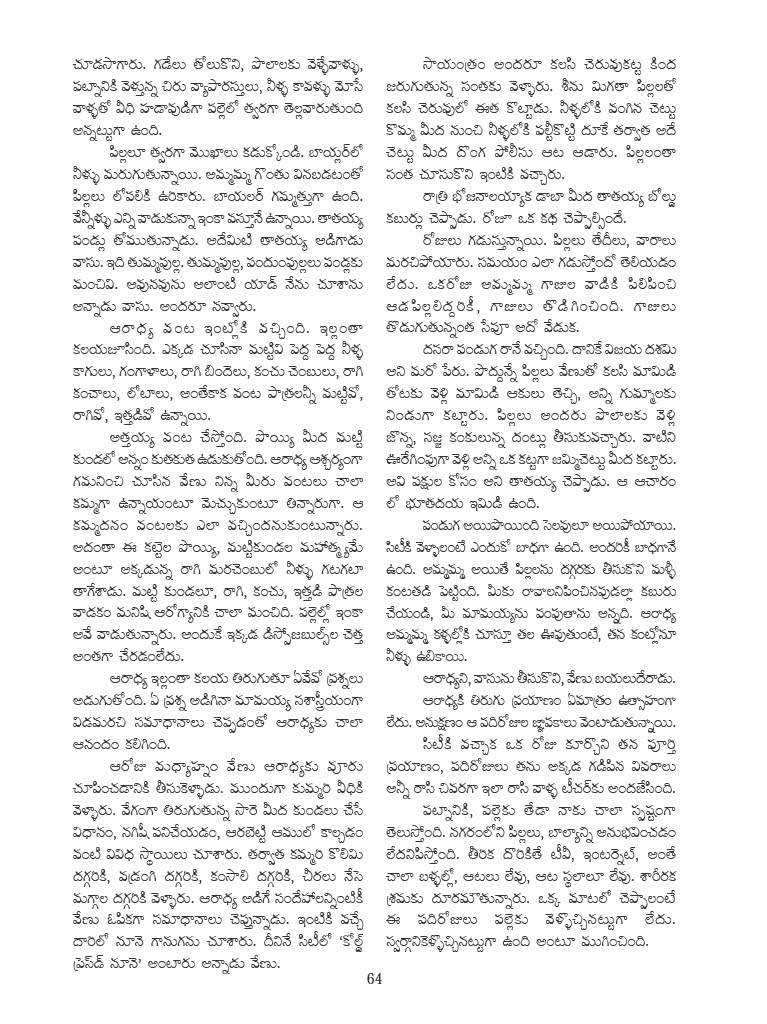 చూడసాగారు. గడేలు తోలుకొని, పొలాలకు వెళ్ళేవాళ్ళు,
పట్నానికి వెళ్తున్న చిరు వ్యాపారస్తులు, నీళ్ళ కావళ్ళు మోసే
వాళ్ళతో వీధి హడావుడిగా పల్లెలో త్వరగా తెల్లవారుతుంది
అన్నట్టుగా ఉంది.
పిల్లలూ త్వరగా మొఖాలు కడుక్కోండి. బాయ్లర్‌లో
నీళ్ళు మరుగుతున్నాయి. అమ్మమ్మ గొంతు వినబడటంతో
పిల్లలు లోపలికి ఉరికారు. బాయలర్ గమ్మత్తుగా ఉంది.
వేన్నీళ్ళు ఎన్ని వాడుకున్నా ఇంకా వస్తూనే ఉన్నాయి. తాతయ్య
పండ్లు తోముతున్నాడు. అదేమిటి తాతయ్య అడిగాడు
వాసు. ఇది తుమ్మపుల్ల. తుమ్మపుల్ల, పందుంపుల్లలు పండ్లకు
మంచివి. అవునవును అలాంటి యాడ్ నేను చూశాను
అన్నాడు వాసు. అందరూ నవ్వారు.
ఆరాధ్య వంట ఇంట్లోకి వచ్చింది. ఇల్లంతా
కలయజూసింది. ఎక్కడ చూసినా మట్టివి పెద్ద పెద్ద నీళ్ళ
కాగులు, గంగాళాలు, రాగి బిందెలు, కంచు చెంబులు, రాగి
కంచాలు, లోటాలు, అంతేకాక వంట పాత్రలన్నీ మట్టివో,
రాగివో, ఇత్తడివో ఉన్నాయి.
అత్తయ్య వంట చేస్తోంది. పొయ్యి మీద మట్టి
కుండలో అన్నం కుతకుత ఉడుకుతోంది. ఆరాధ్య ఆశ్చర్యంగా
గమనించి చూసిన వేణు నిన్న మీరు వంటలు చాలా
కమ్మగా ఉన్నాయంటూ మెచ్చుకుంటూ తిన్నారుగా. ఆ
కమ్మదనం వంటలకు ఎలా వచ్చిందనుకుంటున్నారు.
అదంతా ఈ కట్టెల పొయ్యి, మట్టికుండల మహాత్మ్యమే
అంటూ అక్కడున్న రాగి మరచెంబులో నీళ్ళు గటగటా
తాగేశాడు. మట్టి కుండలూ, రాగి, కంచు, ఇత్తడి పాత్రల
వాడకం మనిషి ఆరోగ్యానికి చాలా మంచిది. పల్లెల్లో ఇంకా
అవే వాడుతున్నారు. అందుకే ఇక్కడ డిస్పోజబుల్స్‌ల చెత్త
అంతగా చేరడంలేదు.
ఆరాధ్య ఇల్లంతా కలయ తిరుగుతూ ఏవేవో ప్రశ్నలు
అడుగుతోంది. ఏ ప్రశ్న అడిగినా మామయ్య సశాస్త్రీయంగా
విడమరచి సమాధానాలు చెప్పడంతో ఆరాధ్యకు చాలా
ఆనందం కలిగింది.
ఆరోజు మధ్యాహ్నం వేణు ఆరాధ్యకు వూరు
చూపించడానికి తీసుకెళ్లాడు. ముందుగా కుమ్మరి వీధికి
వెళ్లారు. వేగంగా తిరుగుతున్న సారె మీద కుండలు చేసే
విధానం, నగిషీ పనిచేయడం, ఆరబెట్టి ఆములో కాల్చడం
వంటి వివిధ స్థాయిలు చూశారు. తర్వాత కమ్మరి కొలిమి
దగ్గరికి, వడ్రంగి దగ్గరికి, కంసాలి దగ్గరికి, చీరలు నేసె
మగ్గాల దగ్గరికి వెళ్లారు. ఆరాధ్య అడిగే సందేహాలన్నింటికీ
వేణు ఓపికగా సమాధానాలు చెప్తున్నాడు. ఇంటికి వచ్చే
దారిలో నూనె గానుగను చూశారు. దీనినే సిటీలో ‘కోల్డ్
ప్రెస్‌డ్ నూనె’ అంటారు అన్నాడు వేణు.
సాయంత్రం అందరూ కలసి చెరువుకట్ట కింద
జరుగుతున్న సంతకు వెళ్లారు. శీను మిగతా పిల్లలతో
కలసి చెరువులో ఈత కొట్టాడు. నీళ్ళలోకి వంగిన చెట్టు
కొమ్మ మీద నుంచి నీళ్ళలోకి పల్టీకొట్టి దూకే తర్వాత అదే
చెట్టు మీద దొంగ పోలీసు ఆట ఆడారు. పిల్లలంతా
సంత చూసుకొని ఇంటికి వచ్చారు.
రాత్రి భోజనాలయ్యాక డాబా మీద తాతయ్య బోల్డు
కబుర్లు చెప్పాడు. రోజూ ఒక కథ చెప్పాల్సిందే.
రోజులు గడుస్తున్నాయి. పిల్లలు తేదీలు, వారాలు
మరచిపోయారు. సమయం ఎలా గడుస్తోందో తెలియడం
లేదు. ఒకరోజు అమ్మమ్మ గాజుల వాడికి పిలిపించి
ఆడపిల్లలిద్దరికీ, గాజులు తొడిగించింది. గాజులు
తొడుగుతున్నంత సేపూ అదో వేడుక.
దసరా పండుగ రానే వచ్చింది. దానికే విజయ దశమి
అని మరో పేరు. పొద్దున్నే పిల్లలు వేణుతో కలసి మామిడి
తోటకు వెళ్లి మామిడి ఆకులు తెచ్చి, అన్ని గుమ్మాలకు
నిండుగా కట్టారు. పిల్లలు అందరు పొలాలకు వెళ్లి
జొన్న, సజ్జ కంకులున్న దంట్లు తీసుకువచ్చారు. వాటిని
ఊరేగింపుగా వెళ్లి అన్ని ఒక కట్టగా జమ్మిచెట్టు మీద కట్టారు.
అవి పక్షుల కోసం అని తాతయ్య చెప్పాడు. ఆ ఆచారం
లో భూతదయ ఇమిడి ఉంది.
పండుగ అయిపొయింది సెలవులూ అయిపోయాయి.
సిటీకి వెళ్ళాలంటే ఎందుకో బాధగా ఉంది. అందరికీ బాధగానే
ఉంది. అమ్మమ్మ అయితే పిల్లలను దగ్గరకు తీసుకొని మళ్ళీ
కంటతడి పెట్టింది. మీకు రావాలనిపించినపుడల్లా కబురు
చేయండి, మీ మామయ్యను పంపుతాను అన్నది. ఆరాధ్య
అమ్మమ్మ కళ్ళల్లోకి చూస్తూ తల ఊపుతుంటే, తన కంట్లోనూ
నీళ్ళు ఉబికాయి.
ఆరాధ్యని, వాసును తీసుకొని, వేణు బయలుదేరాడు.
ఆరాధ్యకి తిరుగు ప్రయాణం ఏమాత్రం ఉత్సాహంగా
లేదు. అనుక్షణం ఆ పదిరోజుల జ్ఞాపకాలు వెంటాడుతున్నాయి.
సిటీకి వచ్చాక ఒక రోజు కూర్చొని తన పూర్తి
ప్రయాణం, పదిరోజులు తను అక్కడ గడిపిన వివరాలు
అన్నీ రాసి చివరగా ఇలా రాసి వాళ్ళ టీచర్‌కు అందజేసింది.
పట్నానికి, పల్లెకు తేడా నాకు చాలా స్పష్టంగా
తెలుస్తోంది. నగరంలోని పిల్లలు, బాల్యాన్ని అనుభవించడం
లేదనిపిస్తోంది. తీరిక దొరికితే టీవీ, ఇంటర్నెట్, అంతే
చాలా బళ్ళల్లో, ఆటలు లేవు, ఆట స్థలాలూ లేవు. శారీరక
శ్రమకు దూరమౌతున్నారు. ఒక్క మాటలో చెప్పాలంటే
ఈ పదిరోజులు పల్లెకు వెళ్ళొచ్చినట్టుగా లేదు.
స్వర్గానికెళ్ళొచ్చినట్టుగా ఉంది అంటూ ముగించింది.
64